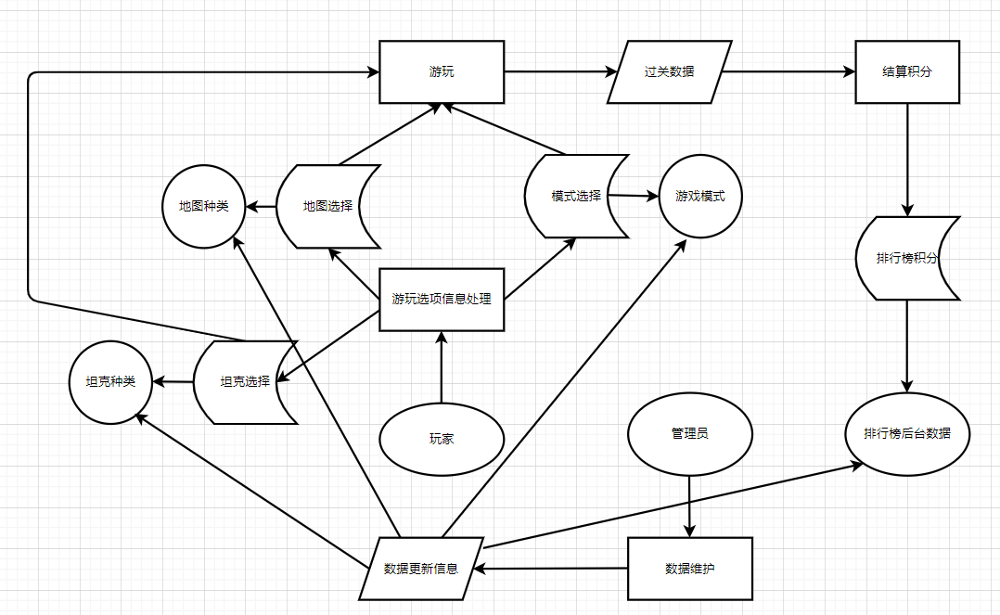 游玩
过关数据
结算积分
地图种类
地图选择
模式选择
游戏模式
排行榜积分
游玩选项信息处理
坦克种类
坦克选择
玩家
管理员
排行榜后台数据
数据更新信息
数据维护